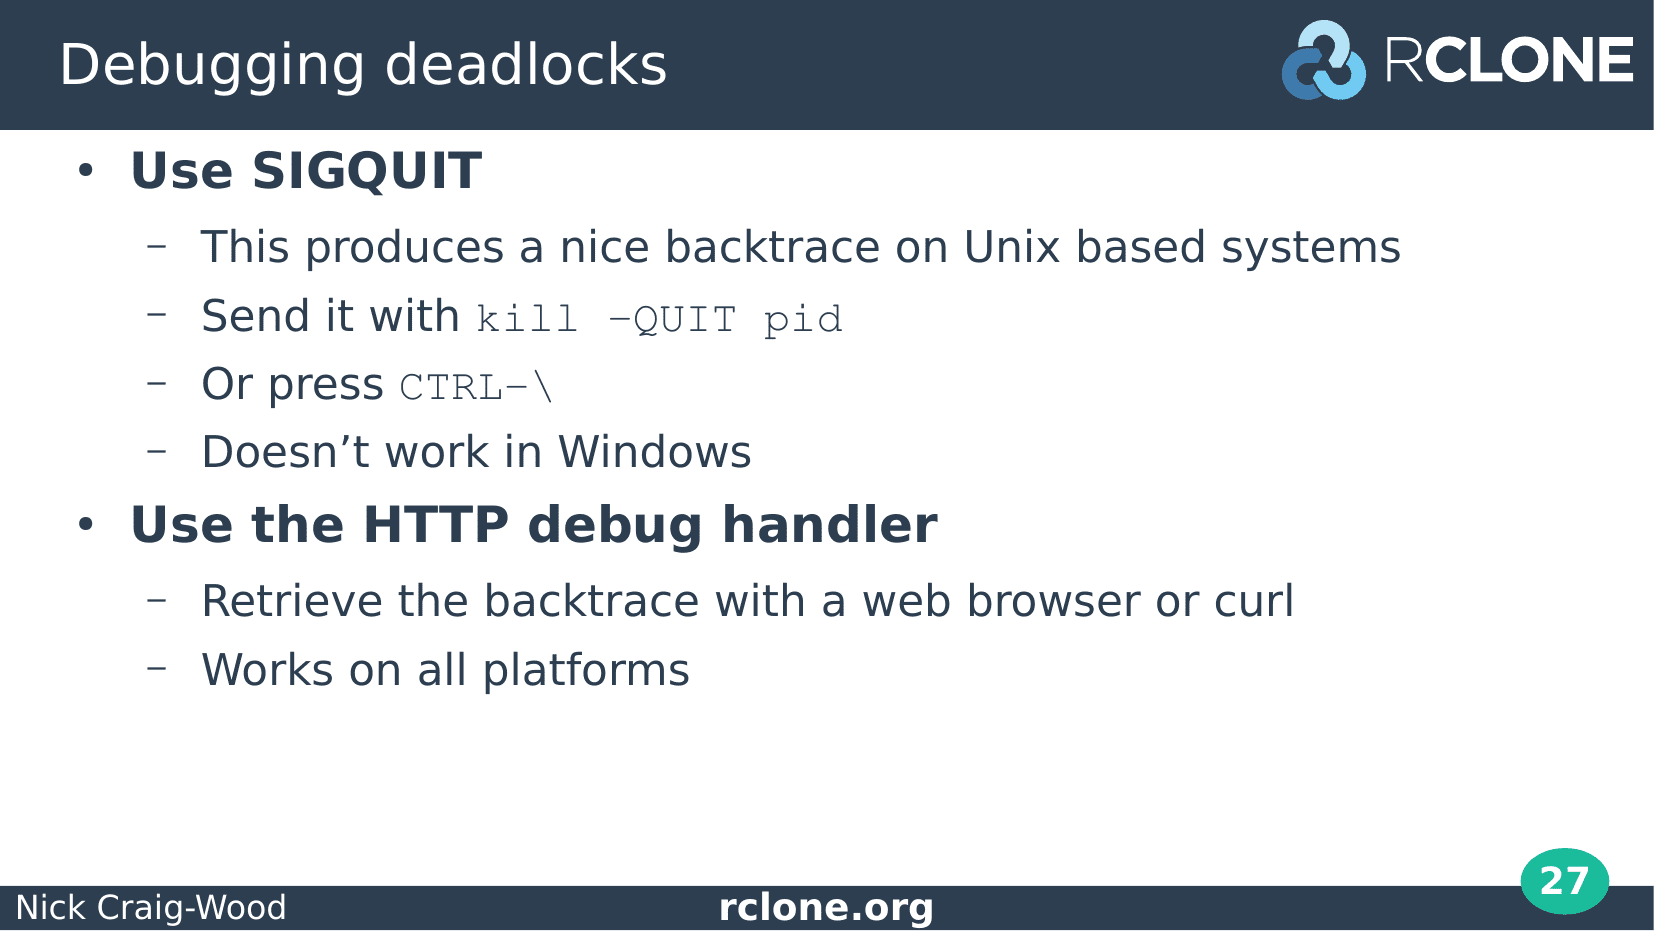 Debugging deadlocks
RCLONE
• Use SIGQUIT
– This produces a nice backtrace on Unix based systems
– Send it with kill -QUIT pid
– Or press CTRL-\
– Doesn’t work in Windows
• Use the HTTP debug handler
– Retrieve the backtrace with a web browser or curl
– Works on all platforms
27
Nick Craig-Wood
rclone.org